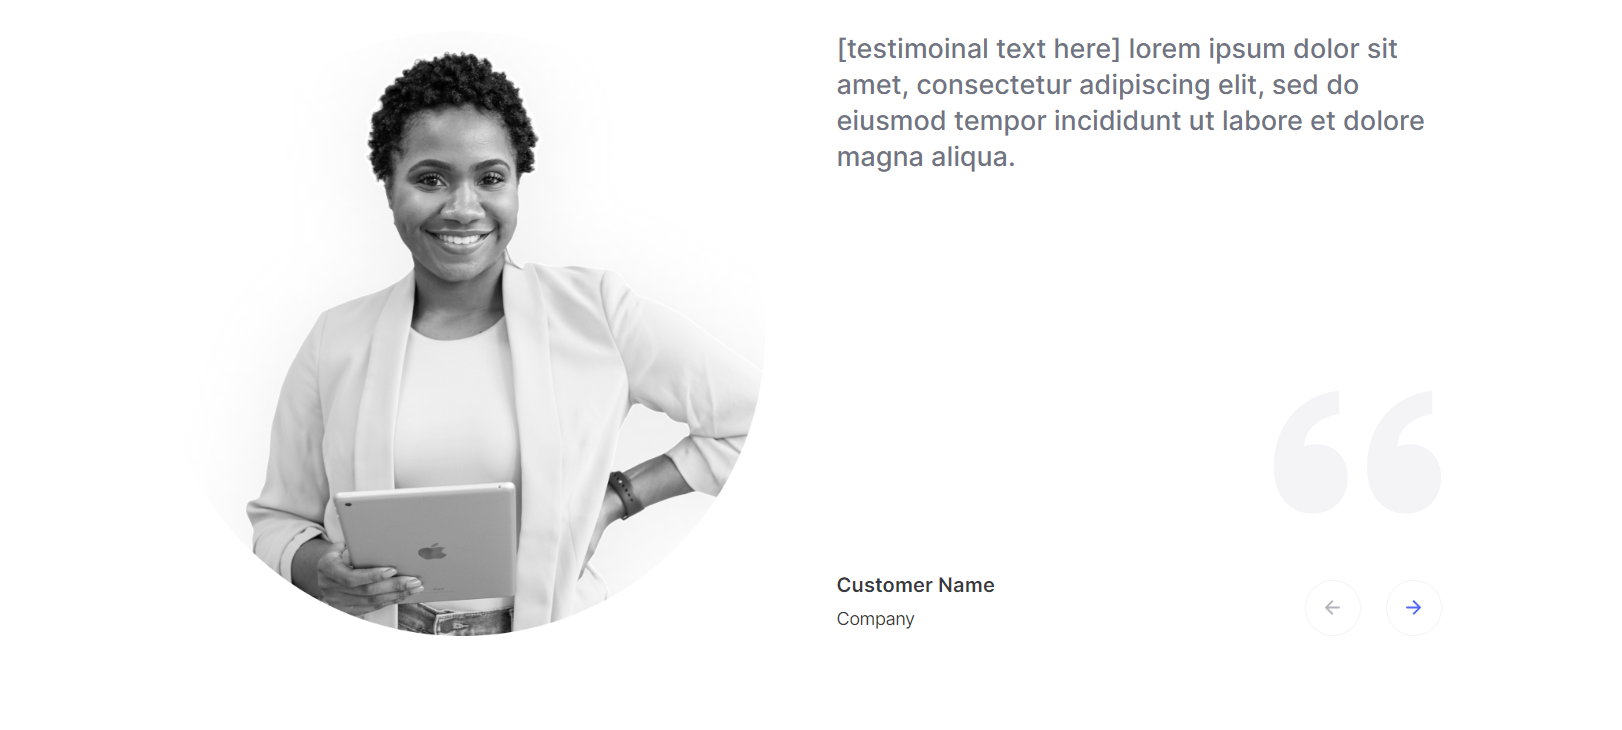 [testimoinal text here] lorem ipsum dolor sit
amet, consectetur adipiscing elit, sed do
eiusmod tempor incididunt ut labore et dolore
magna aliqua.
Customer Name
Company